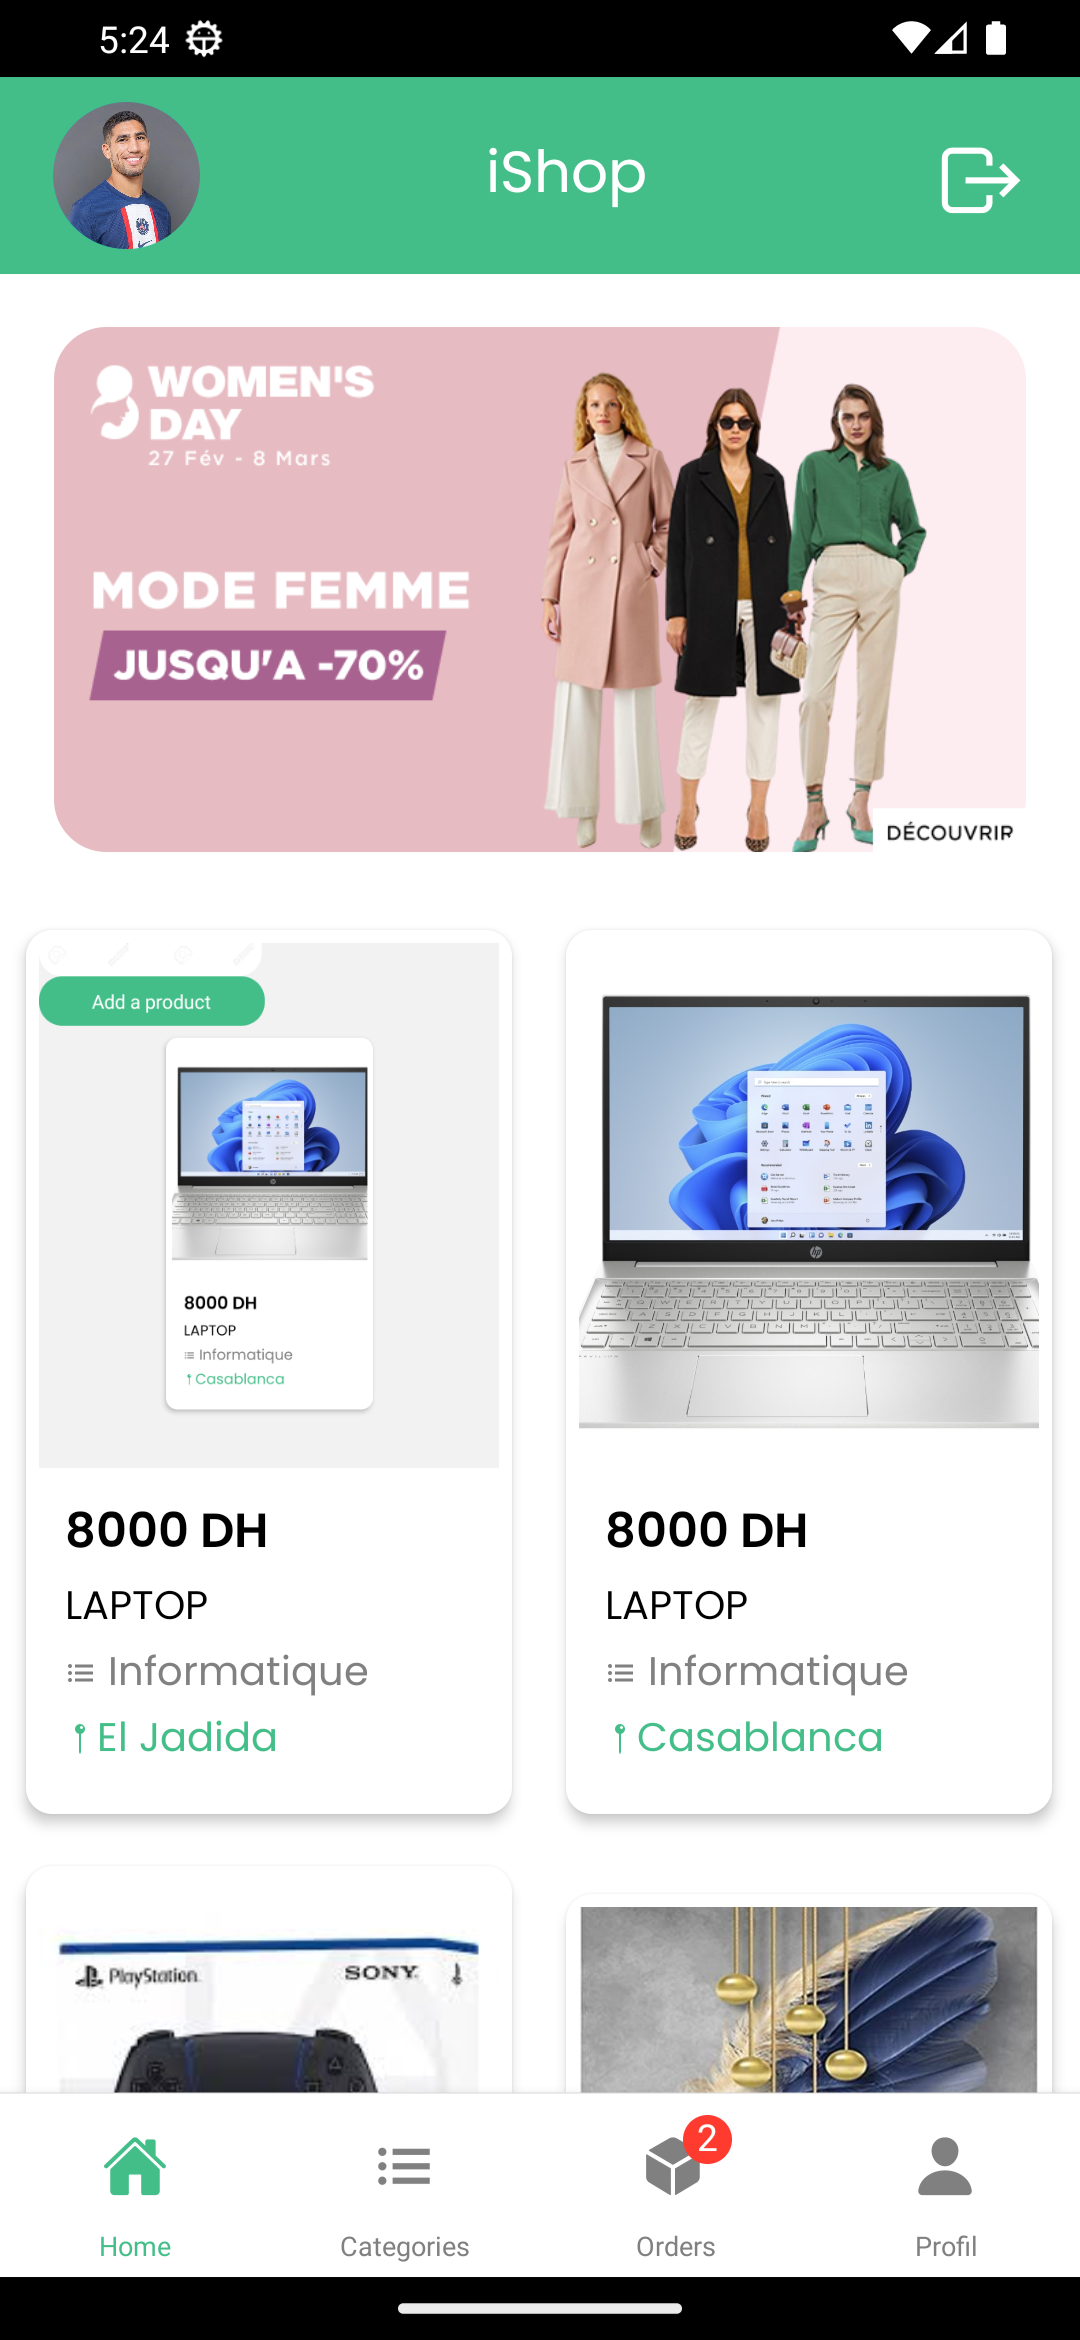 5:24
iShop
WOMEN'S
DAY
27 Fév - 8 Mars
MODE FEMME
JUSQU'A -70%
DÉCOUVRIR
Add a product
8000 DH
LAPTOP
Informatique
Casablanca
8000 DH
LAPTOP
Informatique
El Jadida
hp
8000 DH
LAPTOP
Informatique
Casablanca
PlayStation
SONY
2
Home
Categories
Orders
Profil